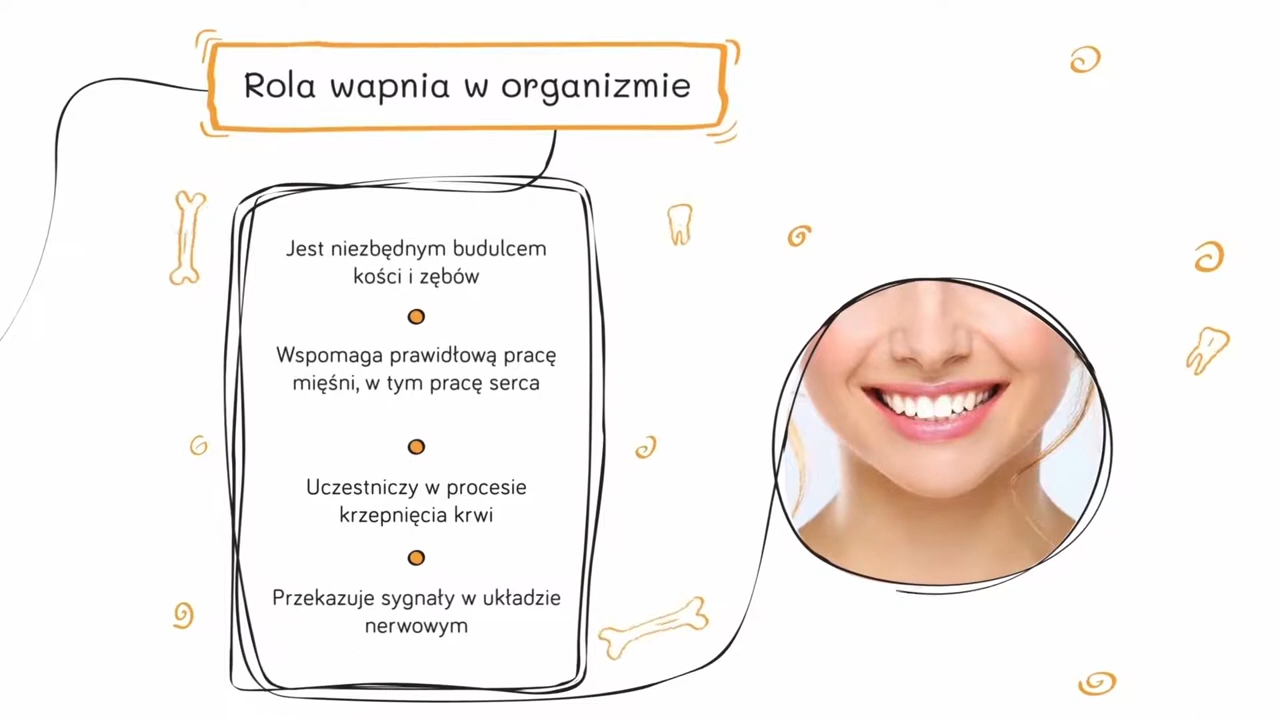 Rola wapnia w organizmie
Jest niezbędnym budulcem
kości i zębów
Wspomaga prawidłową pracę
mięśni, w tym pracę serca
Uczestniczy w procesie
krzepnięcia krwi
Przekazuje sygnały w układzie
nerwowym